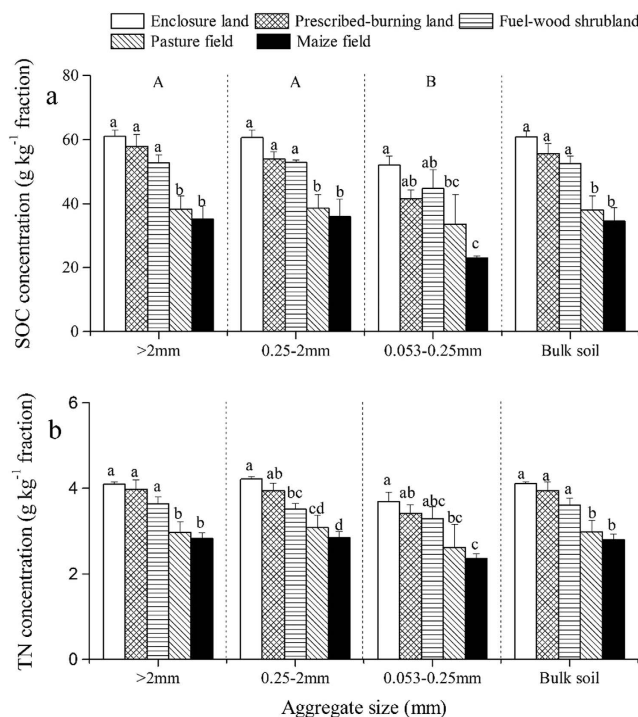 Enclosure land Prescribed-burning land Fuel-wood shrubland
Pasture field Maize field
a
SOC concentration (g kg⁻¹ fraction)
80
60
40
20
0
A A B
a a a b b
a a a b b
a ab ab bc c
a a a b b
>2mm 0.25-2mm 0.053-0.25mm Bulk soil
b
TN concentration (g kg⁻¹ fraction)
6
4
2
0
a a a b b
a ab bc cd d
a ab abc bc c
a a a b b
>2mm 0.25-2mm 0.053-0.25mm Bulk soil
Aggregate size (mm)